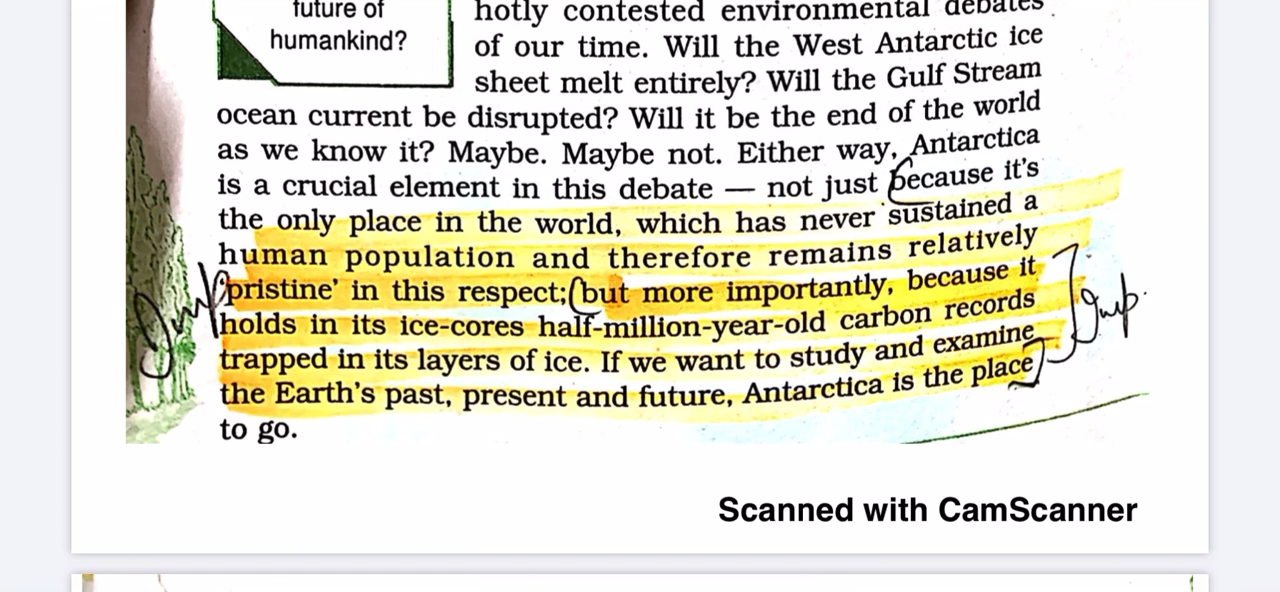 future of
humankind?
hotly contested environmental debates
of our time. Will the West Antarctic ice
sheet melt entirely? Will the Gulf Stream
ocean current be disrupted? Will it be the end of the world
as we know it? Maybe. Maybe not. Either way, Antarctica
is a crucial element in this debate — not just because it's
the only place in the world, which has never sustained a
human population and therefore remains relatively
'pristine' in this respect; (but more importantly, because it
holds in its ice-cores half-million-year-old carbon records
trapped in its layers of ice. If we want to study and examine
the Earth's past, present and future, Antarctica is the place
to go.
Imp
Imp.
Scanned with CamScanner